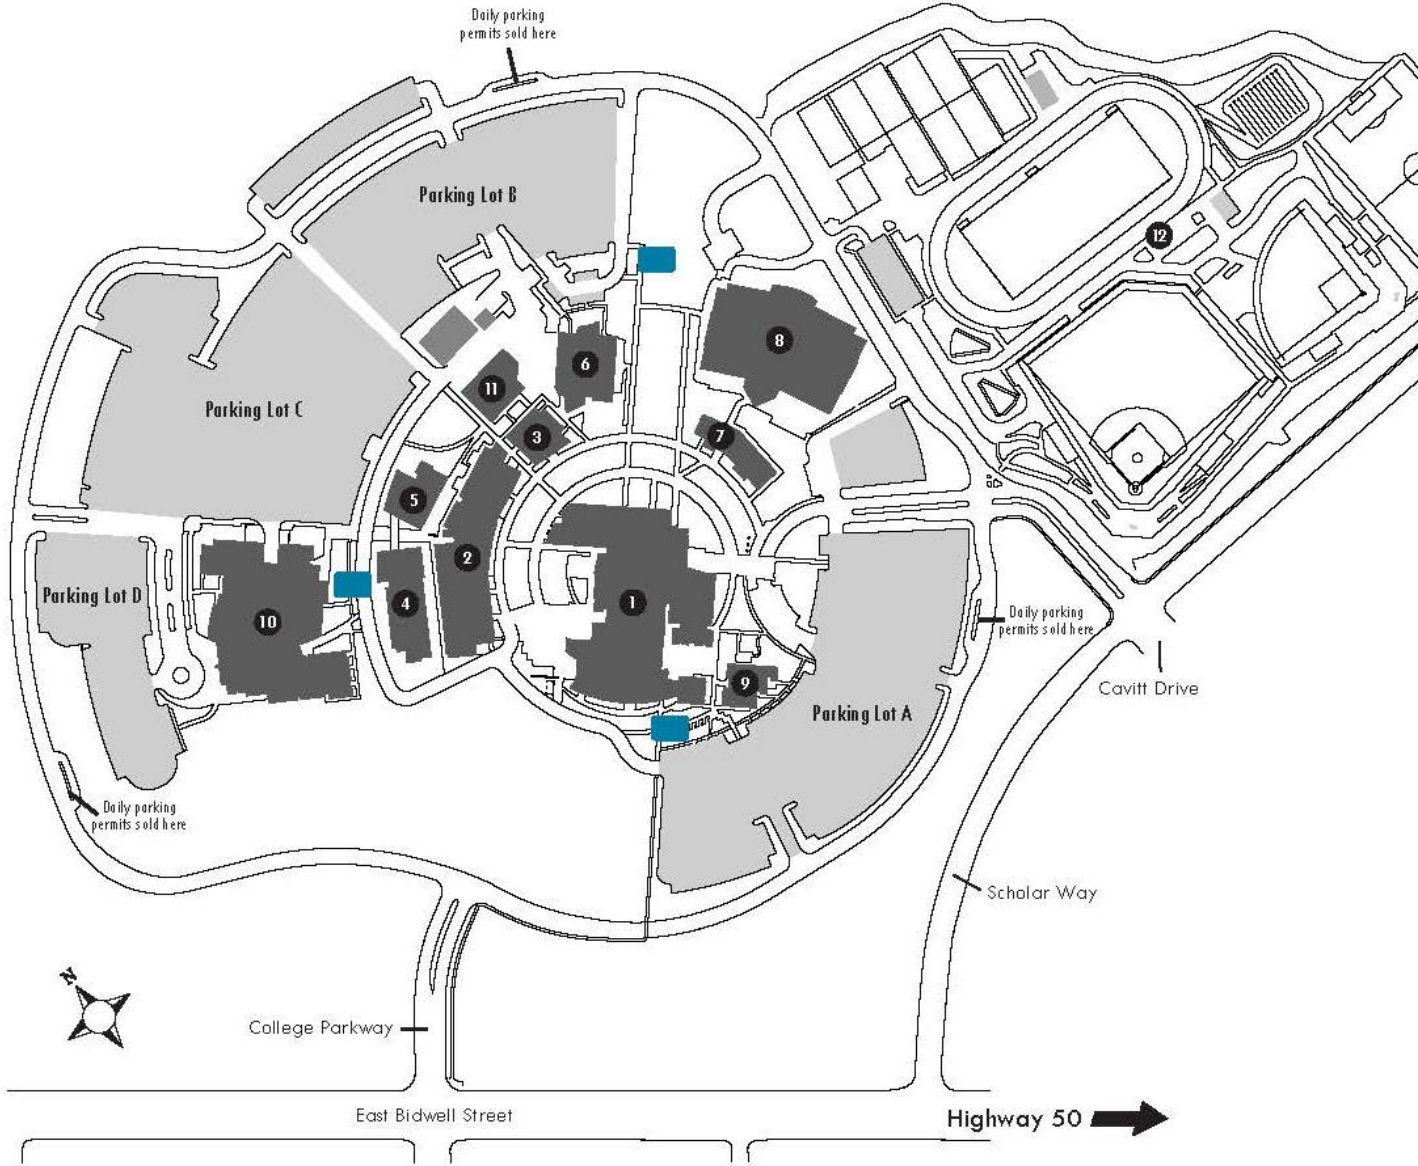 Daily parking
permits sold here
Parking Lot B
12
8
6
11
Parking Lot C
3
7
5
2
Parking Lot D
4
1
10
Daily parking
permits sold here
9
Cavitt Drive
Parking Lot A
Daily parking
permits sold here
Scholar Way
N
College Parkway
East Bidwell Street
Highway 50